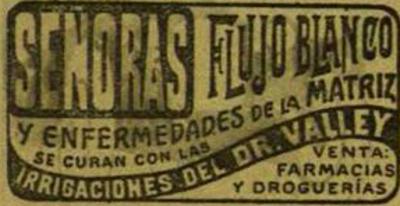 SEÑORAS
FLUJO BLANCO
Y ENFERMEDADES DE LA MATRIZ
SE CURAN CON LAS
IRRIGACIONES DEL DR. VALLEY
VENTA:
FARMACIAS
Y DROGUERÍAS